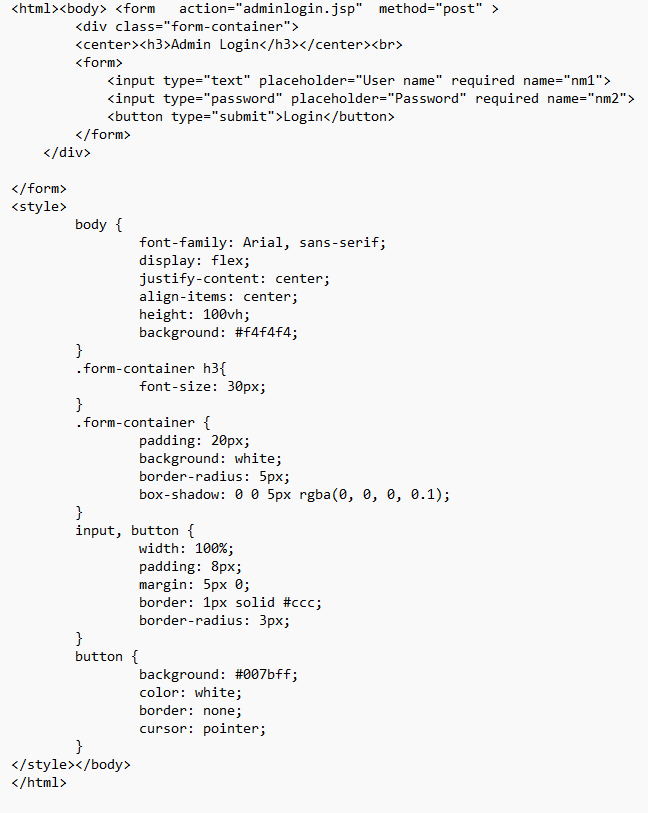 <html><body> <form   action="adminlogin.jsp"  method="post" >
        <div class="form-container">
        <center><h3>Admin Login</h3></center><br>
        <form>
            <input type="text" placeholder="User name" required name="nm1">
            <input type="password" placeholder="Password" required name="nm2">
            <button type="submit">Login</button>
        </form>
    </div>

</form>
<style>
        body {
                font-family: Arial, sans-serif;
                display: flex;
                justify-content: center;
                align-items: center;
                height: 100vh;
                background: #f4f4f4;
        }
        .form-container h3{
                font-size: 30px;
        }
        .form-container {
                padding: 20px;
                background: white;
                border-radius: 5px;
                box-shadow: 0 0 5px rgba(0, 0, 0, 0.1);
        }
        input, button {
                width: 100%;
                padding: 8px;
                margin: 5px 0;
                border: 1px solid #ccc;
                border-radius: 3px;
        }
        button {
                background: #007bff;
                color: white;
                border: none;
                cursor: pointer;
        }
</style></body>
</html>